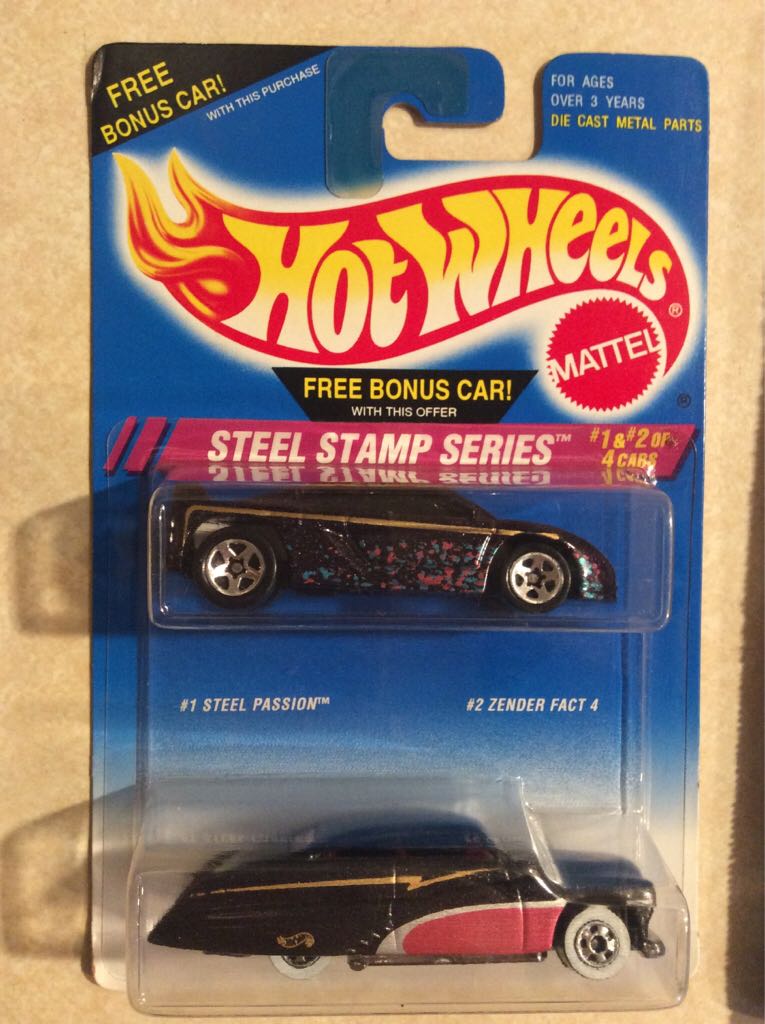 FREE
BONUS CAR!
WITH THIS PURCHASE
FOR AGES
OVER 3 YEARS
DIE CAST METAL PARTS
HOT WHEELS ®
MATTEL ®
FREE BONUS CAR!
WITH THIS OFFER
STEEL STAMP SERIES™
#1 & #2 OF
4 CARS
#1 STEEL PASSION™
#2 ZENDER FACT 4